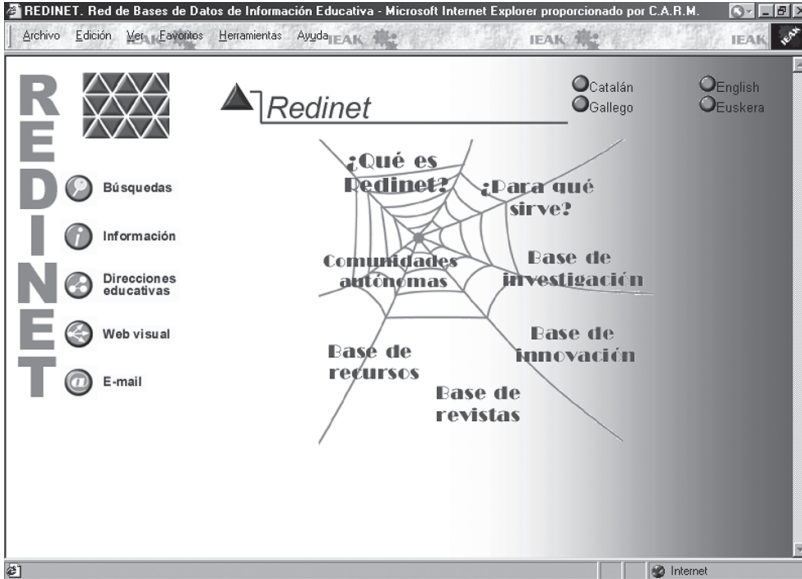 REDINET. Red de Bases de Datos de Información Educativa - Microsoft Internet Explorer proporcionado por C.A.R.M.
Archivo Edición Ver Favoritos Herramientas Ayuda
IEAK IEAK IEAK IEAK
REDINET
Redinet
Catalán English
Gallego Euskera
Búsquedas
Información
Direcciones
educativas
Web visual
E-mail
¿Qué es
Redinet?
¿Para qué
sirve?
Comunidades
autónomas
Base de
investigación
Base de
innovación
Base de
recursos
Base de
revistas
Internet